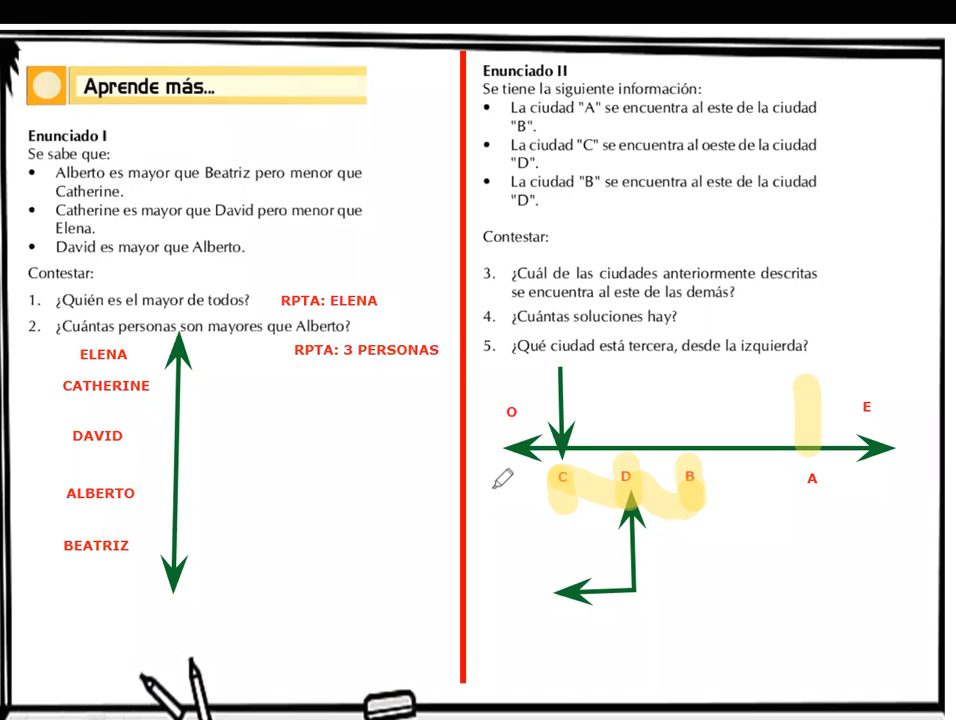 Aprende más...
Enunciado I
Se sabe que:
• Alberto es mayor que Beatriz pero menor que
Catherine.
• Catherine es mayor que David pero menor que
Elena.
• David es mayor que Alberto.
Contestar:
1. ¿Quién es el mayor de todos? RPTA: ELENA
2. ¿Cuántas personas son mayores que Alberto?
RPTA: 3 PERSONAS
ELENA
CATHERINE
DAVID
ALBERTO
BEATRIZ
Enunciado II
Se tiene la siguiente información:
• La ciudad "A" se encuentra al este de la ciudad
"B".
• La ciudad "C" se encuentra al oeste de la ciudad
"D".
• La ciudad "B" se encuentra al este de la ciudad
"D".
Contestar:
3. ¿Cuál de las ciudades anteriormente descritas
se encuentra al este de las demás?
4. ¿Cuántas soluciones hay?
5. ¿Qué ciudad está tercera, desde la izquierda?
O E
C D B A